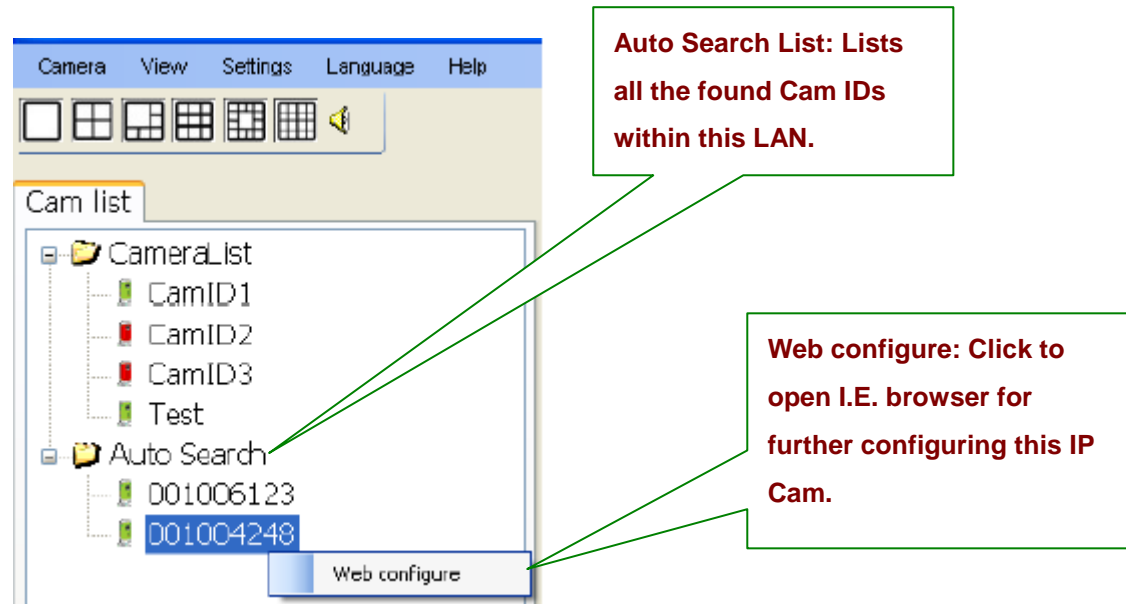 Camera View Settings Language Help
Cam list
CameraList
CamID1
CamID2
CamID3
Test
Auto Search
D01006123
D01004248
Web configure
Auto Search List: Lists
all the found Cam IDs
within this LAN.
Web configure: Click to
open I.E. browser for
further configuring this IP
Cam.